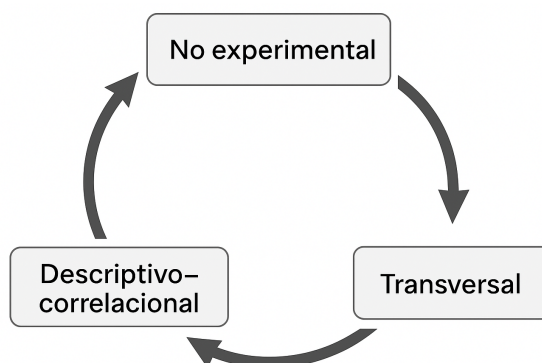 No experimental
Transversal
Descriptivo–
correlacional